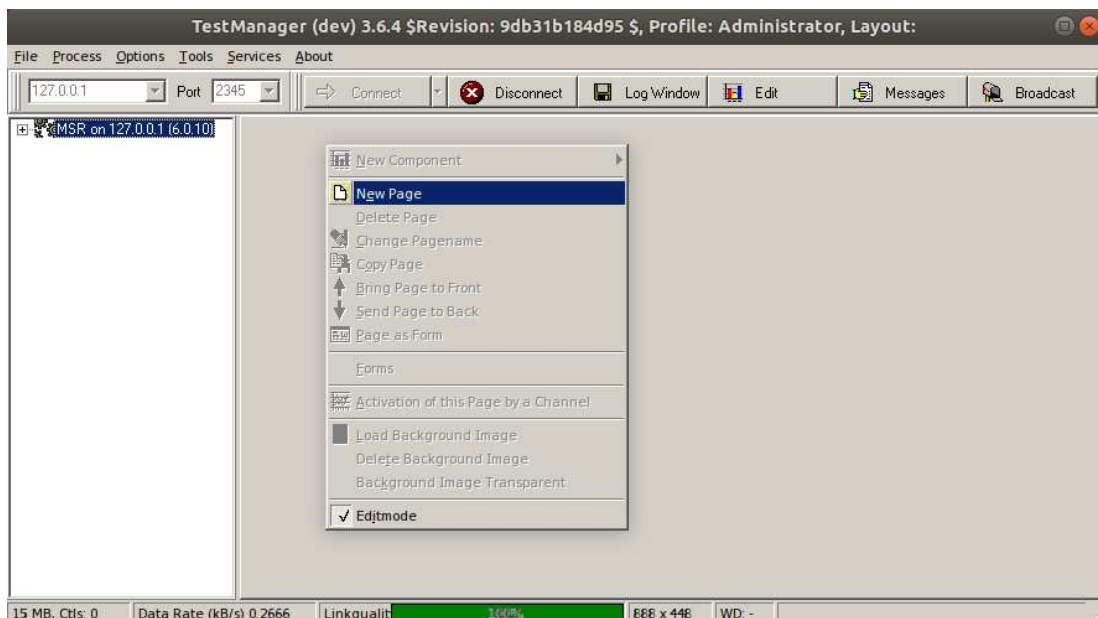 TestManager (dev) 3.6.4 $Revision: 9db31b184d95 $, Profile: Administrator, Layout:
File Process Options Tools Services About
127.0.0.1 Port 2345 Connect Disconnect Log Window Edit Messages Broadcast
MSR on 127.0.0.1 (6.0.10)
New Component
New Page
Delete Page
Change Pagename
Copy Page
Bring Page to Front
Send Page to Back
Page as Form
Forms
Activation of this Page by a Channel
Load Background Image
Delete Background Image
Background Image Transparent
Editmode
15 MB, Ctls: 0 Data Rate (kB/s) 0.2666 Linkqualit 100% 888 x 448 WD: -